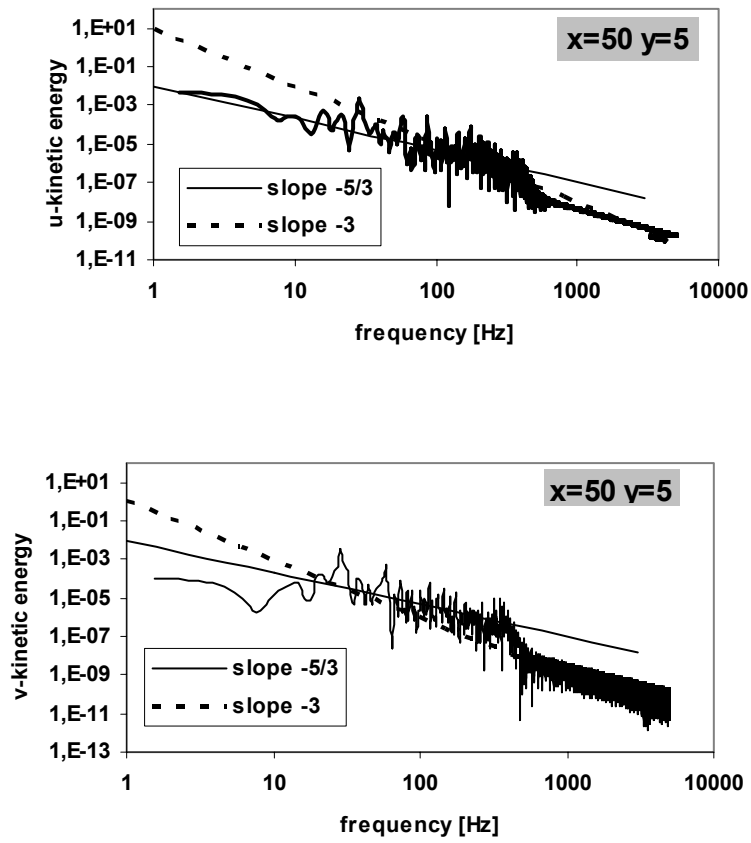 x=50 y=5
1,E+01
1,E-01
1,E-03
1,E-05
1,E-07
1,E-09
1,E-11
u-kinetic energy
slope -5/3
slope -3
1 10 100 1000 10000
frequency [Hz]
x=50 y=5
1,E+01
1,E-01
1,E-03
1,E-05
1,E-07
1,E-09
1,E-11
1,E-13
v-kinetic energy
slope -5/3
slope -3
1 10 100 1000 10000
frequency [Hz]